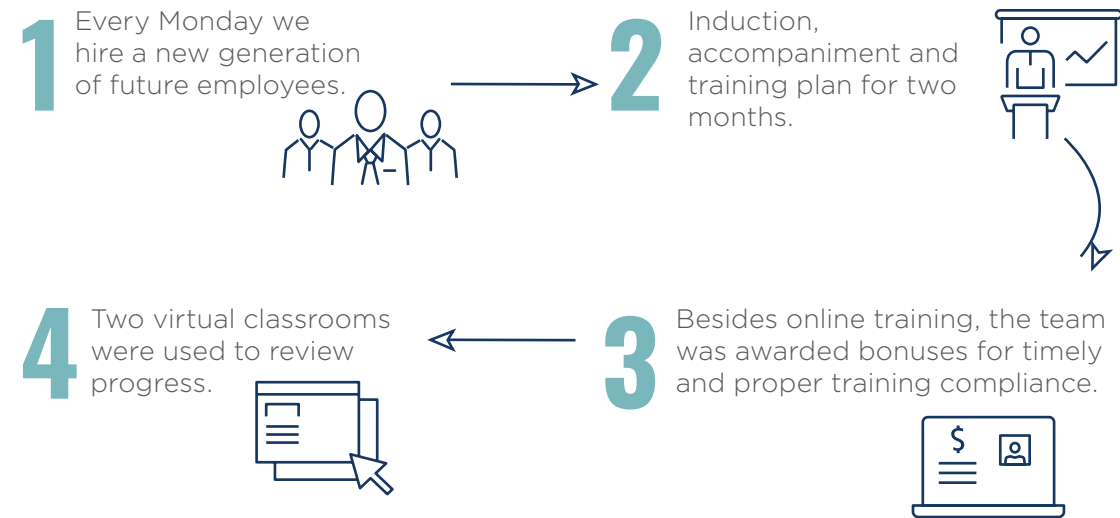 1
Every Monday we
hire a new generation
of future employees.
2
Induction,
accompaniment and
training plan for two
months.
3
Besides online training, the team
was awarded bonuses for timely
and proper training compliance.
$
4
Two virtual classrooms
were used to review
progress.